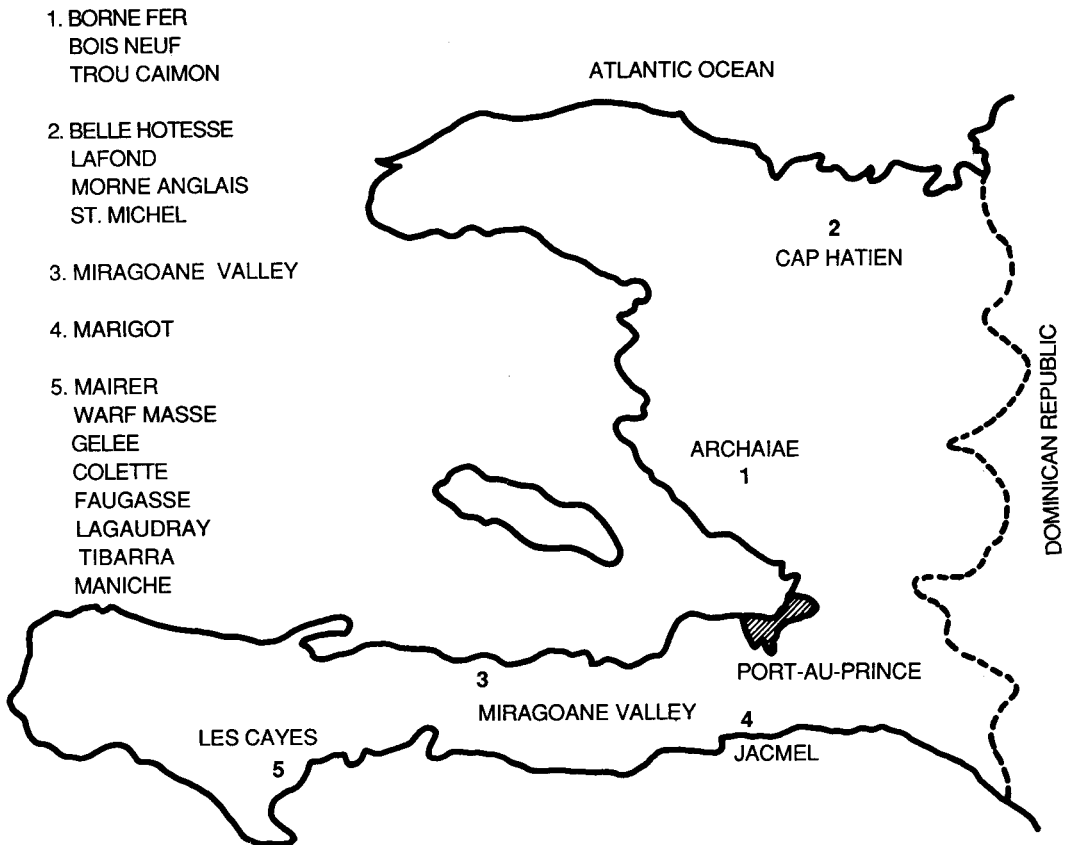 1. BORNE FER
BOIS NEUF
TROU CAIMON
2. BELLE HOTESSE
LAFOND
MORNE ANGLAIS
ST. MICHEL
3. MIRAGOANE VALLEY
4. MARIGOT
5. MAIRER
WARF MASSE
GELEE
COLETTE
FAUGASSE
LAGAUDRAY
TIBARRA
MANICHE
ATLANTIC OCEAN
2
CAP HATIEN
DOMINICAN REPUBLIC
ARCHAIAE
1
PORT-AU-PRINCE
3
MIRAGOANE VALLEY
4
JACMEL
LES CAYES
5